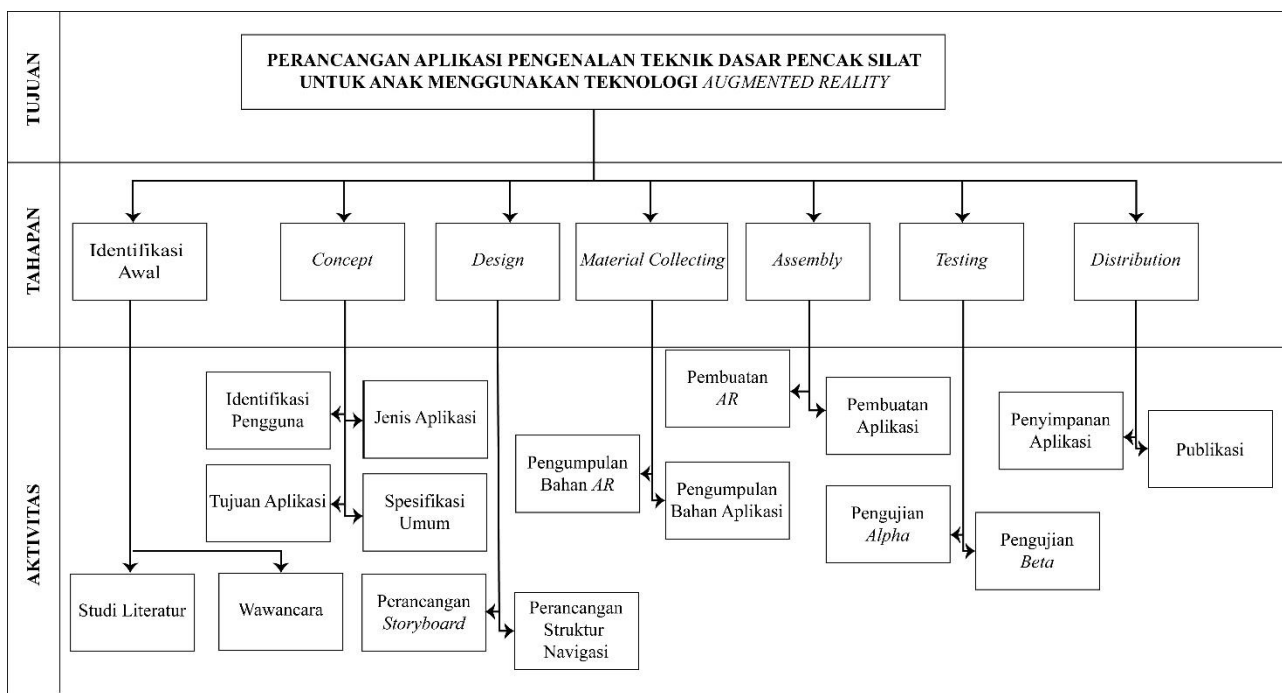 TUJUAN
PERANCANGAN APLIKASI PENGENALAN TEKNIK DASAR PENCAK SILAT
UNTUK ANAK MENGGUNAKAN TEKNOLOGI AUGMENTED REALITY
TAHAPAN
Identifikasi
Awal
Concept
Design
Material Collecting
Assembly
Testing
Distribution
AKTIVITAS
Studi Literatur
Wawancara
Identifikasi
Pengguna
Jenis Aplikasi
Tujuan Aplikasi
Spesifikasi
Umum
Perancangan
Storyboard
Perancangan
Struktur
Navigasi
Pengumpulan
Bahan AR
Pengumpulan
Bahan Aplikasi
Pembuatan
AR
Pembuatan
Aplikasi
Pengujian
Alpha
Pengujian
Beta
Penyimpanan
Aplikasi
Publikasi